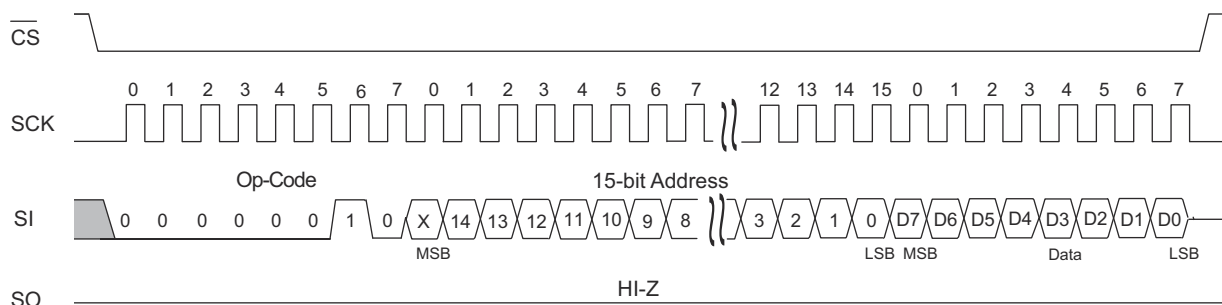 CS
0 1 2 3 4 5 6 7 0 1 2 3 4 5 6 7 12 13 14 15 0 1 2 3 4 5 6 7
SCK
Op-Code 15-bit Address
SI 0 0 0 0 0 0 1 0 X 14 13 12 11 10 9 8 3 2 1 0 D7 D6 D5 D4 D3 D2 D1 D0
MSB LSB MSB Data LSB
HI-Z
SO